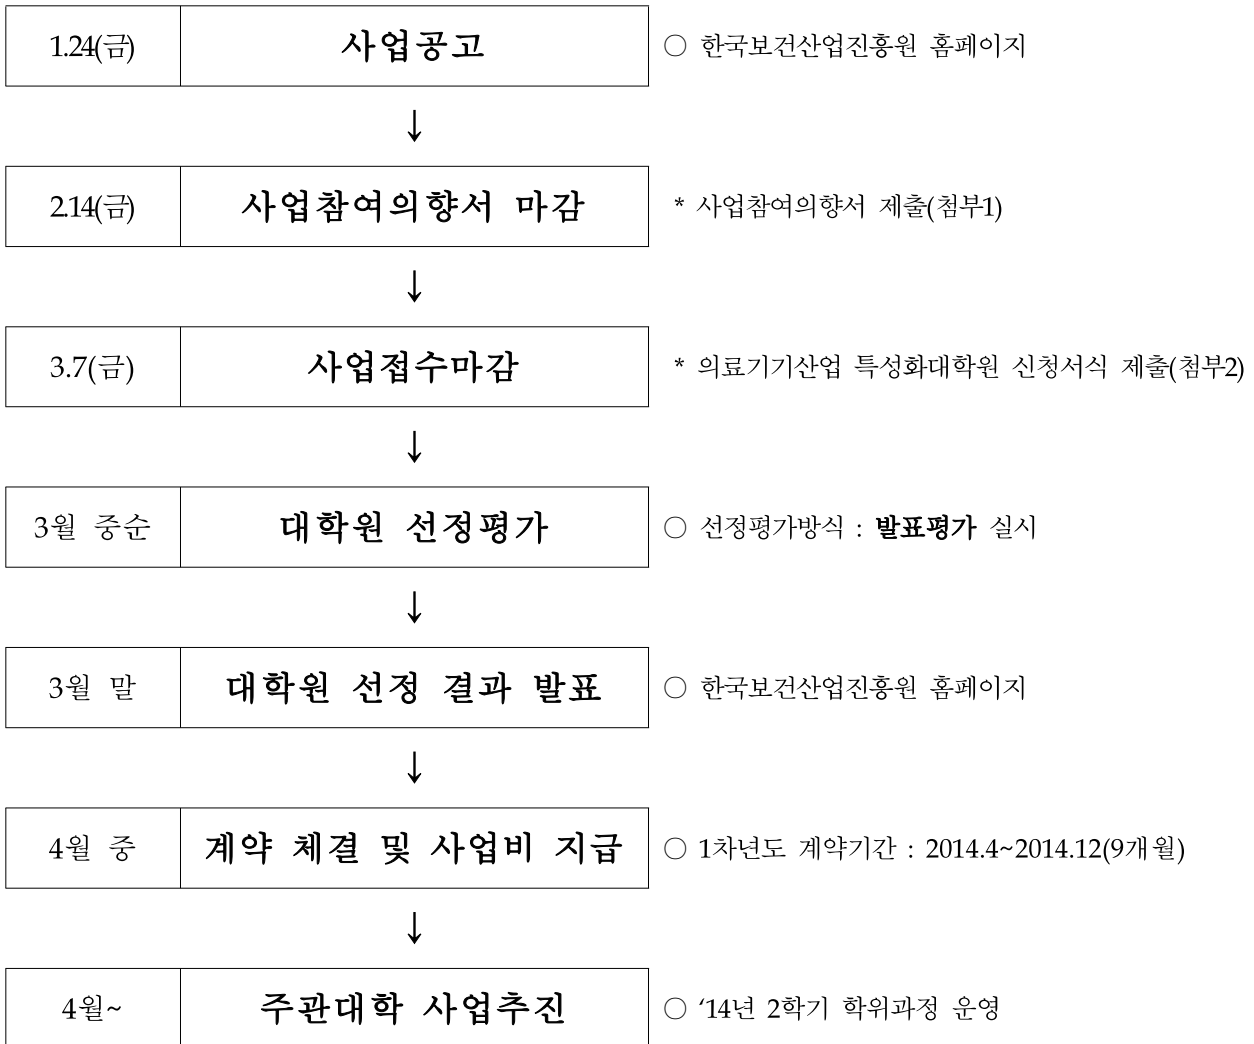 1.24(금) 사업공고 ○ 한국보건산업진흥원 홈페이지
↓
2.14(금) 사업참여의향서 마감 * 사업참여의향서 제출(첨부1)
↓
3.7(금) 사업접수마감 * 의료기기산업 특성화대학원 신청서식 제출(첨부2)
↓
3월 중순 대학원 선정평가 ○ 선정평가방식 : 발표평가 실시
↓
3월 말 대학원 선정 결과 발표 ○ 한국보건산업진흥원 홈페이지
↓
4월 중 계약 체결 및 사업비 지급 ○ 1차년도 계약기간 : 2014.4~2014.12(9개월)
↓
4월~ 주관대학 사업추진 ○ ‘14년 2학기 학위과정 운영